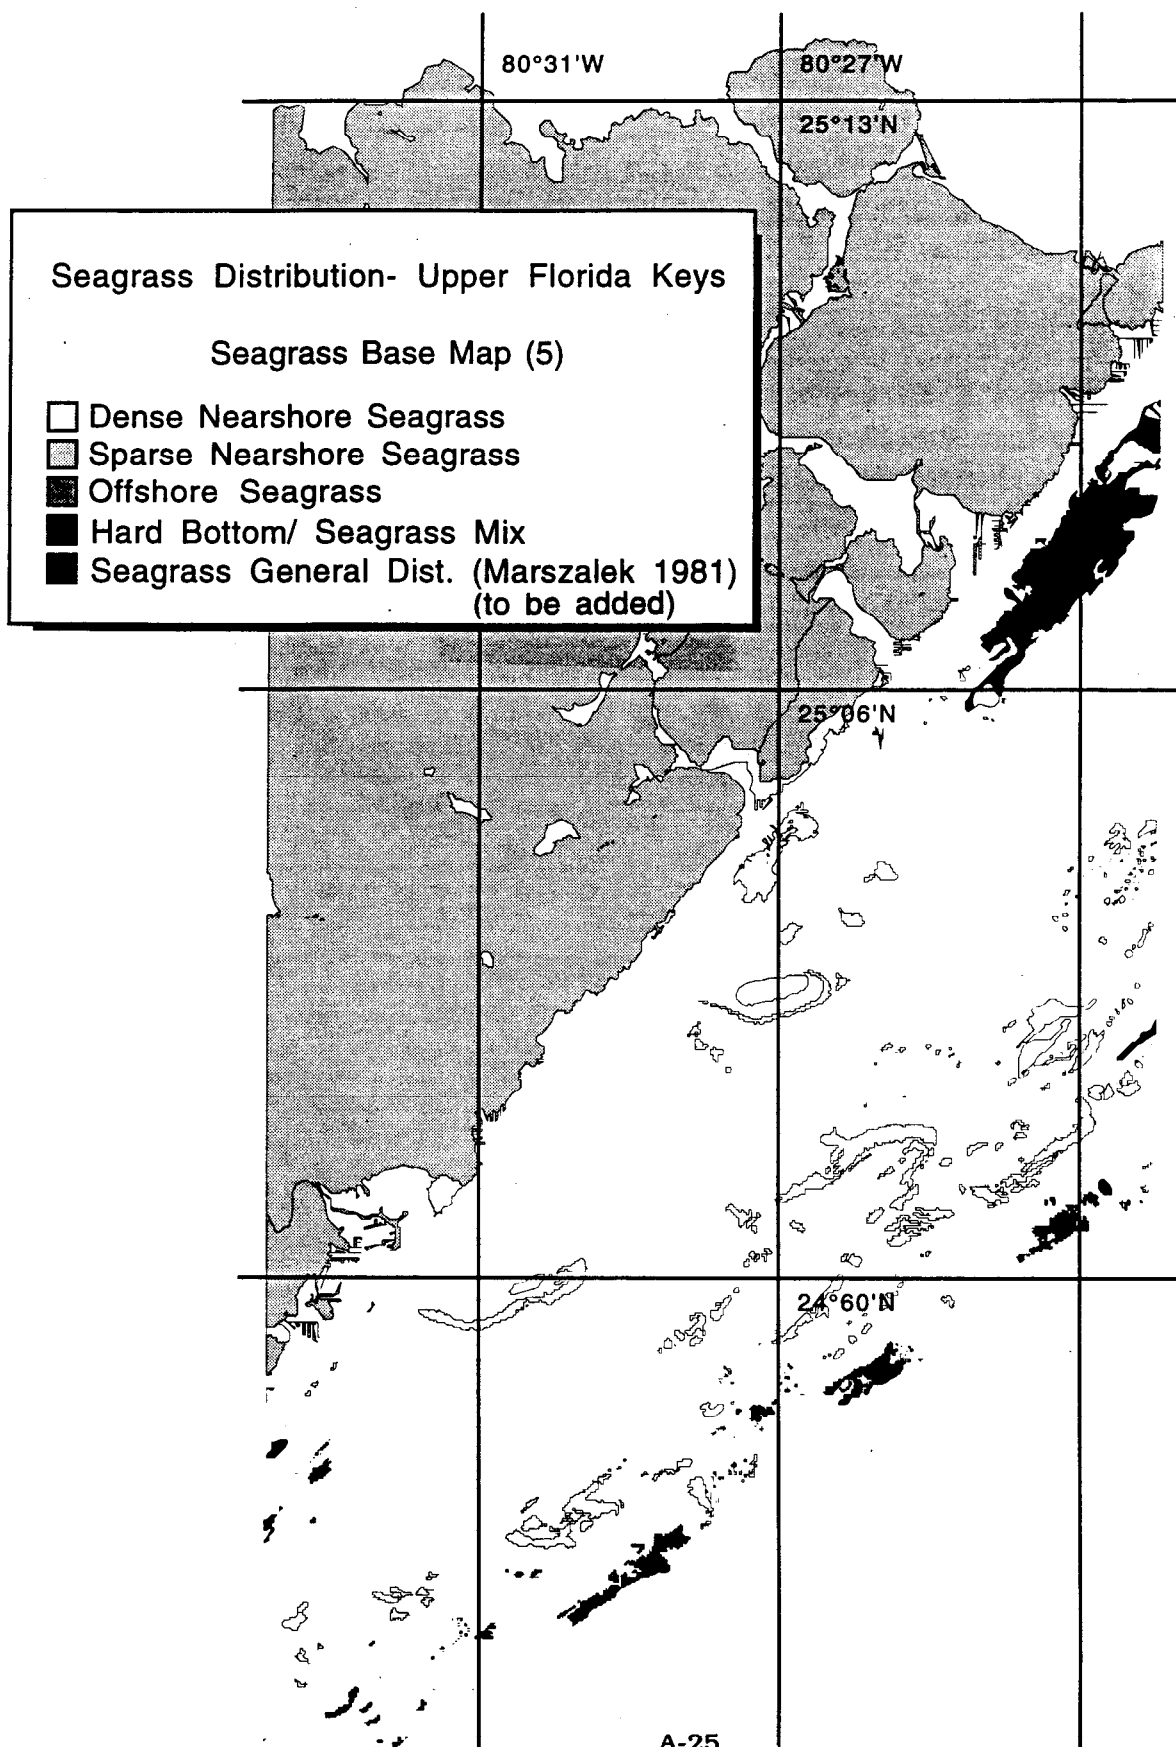 80°31'W
80°27'W
25°13'N
Seagrass Distribution- Upper Florida Keys
Seagrass Base Map (5)
Dense Nearshore Seagrass
Sparse Nearshore Seagrass
Offshore Seagrass
Hard Bottom/ Seagrass Mix
Seagrass General Dist. (Marszalek 1981)
(to be added)
25°06'N
24°60'N
A-25